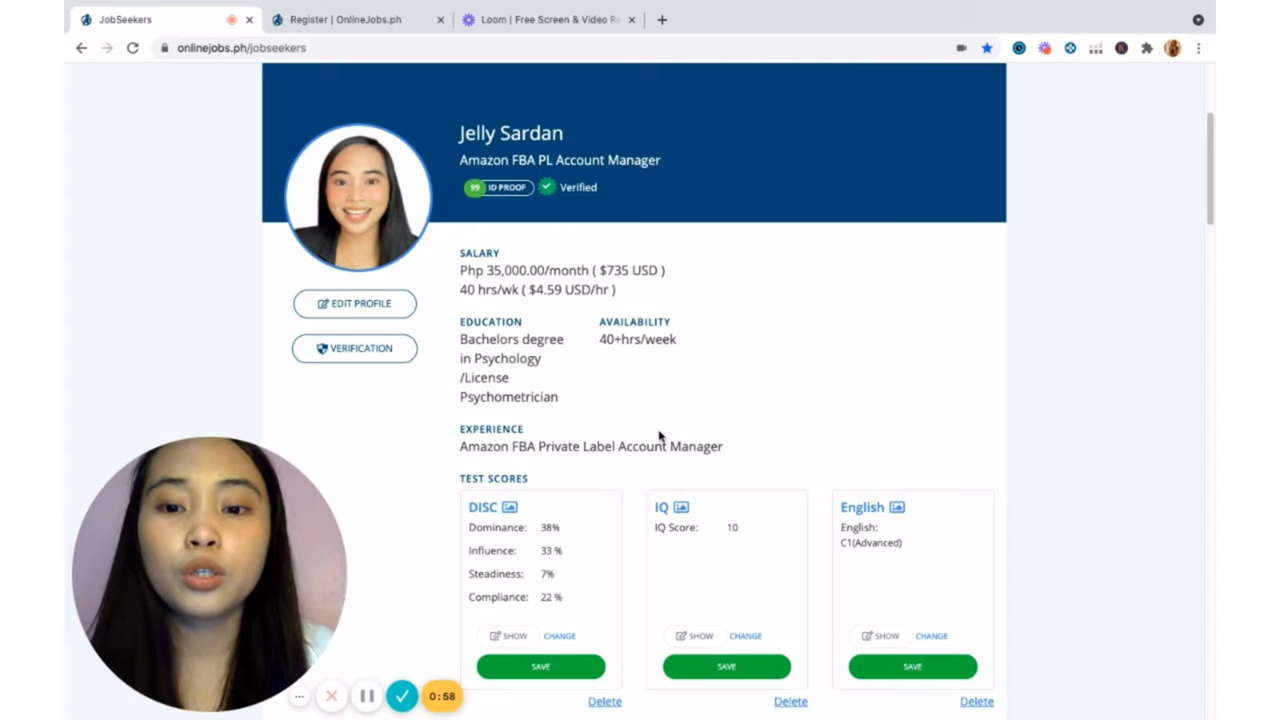 JobSeekers
Register | OnlineJobs.ph
Loom | Free Screen & Video Re
onlinejobs.ph/jobseekers
Jelly Sardan
Amazon FBA PL Account Manager
99 ID PROOF Verified
SALARY
Php 35,000.00/month ( $735 USD )
40 hrs/wk ( $4.59 USD/hr )
EDIT PROFILE
VERIFICATION
EDUCATION
Bachelors degree
in Psychology
/License
Psychometrician
AVAILABILITY
40+hrs/week
EXPERIENCE
Amazon FBA Private Label Account Manager
TEST SCORES
DISC
Dominance: 38%
Influence: 33 %
Steadiness: 7%
Compliance: 22 %
SHOW CHANGE
SAVE
Delete
IQ
IQ Score: 10
SHOW CHANGE
SAVE
Delete
English
English:
C1(Advanced)
SHOW CHANGE
SAVE
Delete
0:58